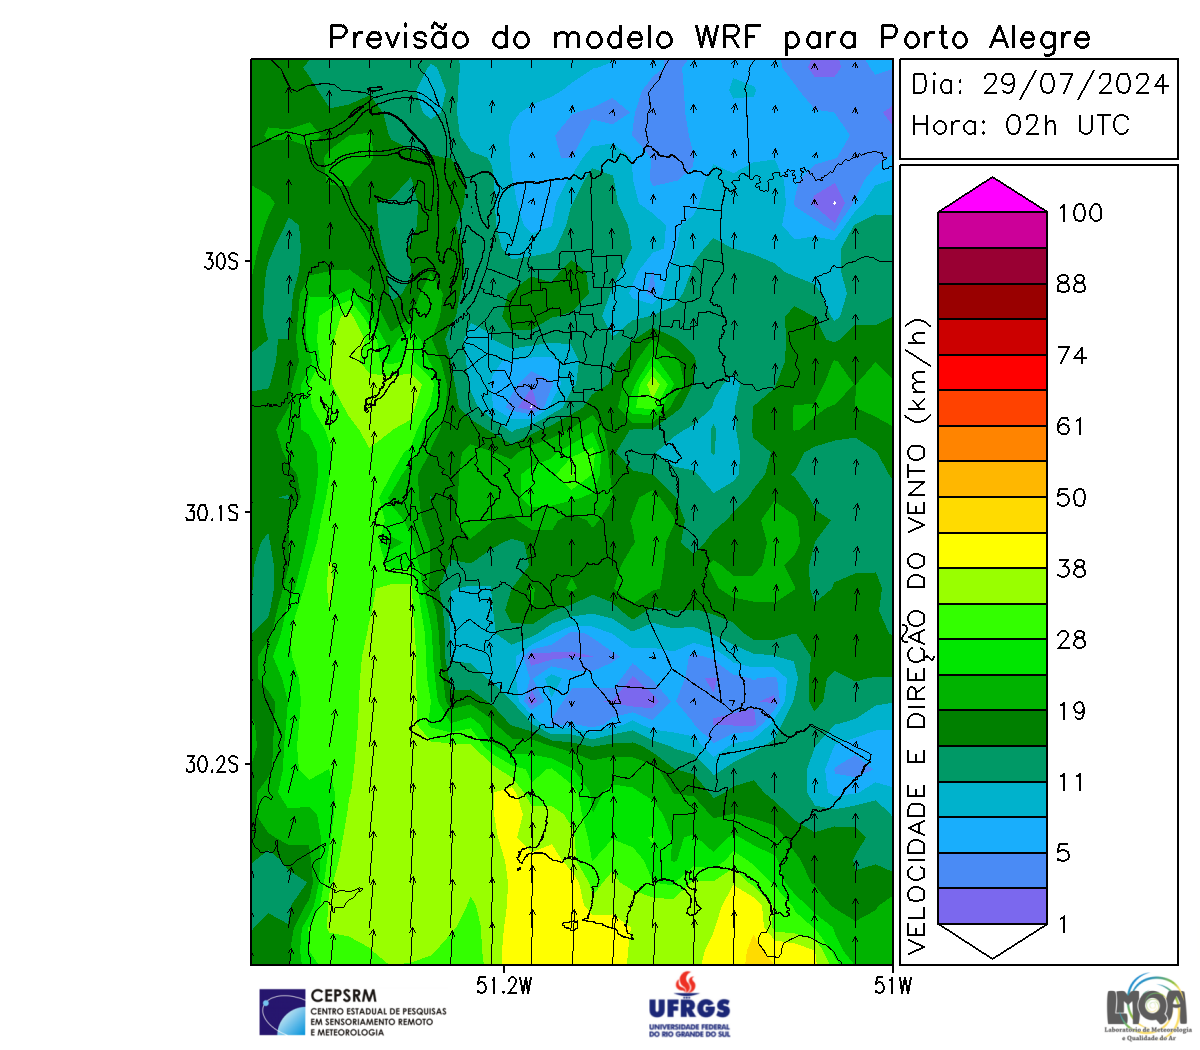 Previsão do modelo WRF para Porto Alegre
Dia: 29/07/2024
Hora: 02h UTC
30S
30.1S
30.2S
51.2W
51W
VELOCIDADE E DIREÇÃO DO VENTO (km/h)
100
88
74
61
50
38
28
19
11
5
1
CEPSRM
CENTRO ESTADUAL DE PESQUISAS
EM SENSORIAMENTO REMOTO
E METEOROLOGIA
UFRGS
UNIVERSIDADE FEDERAL
DO RIO GRANDE DO SUL
LMQA
Laboratório de Meteorologia
e Qualidade do Ar